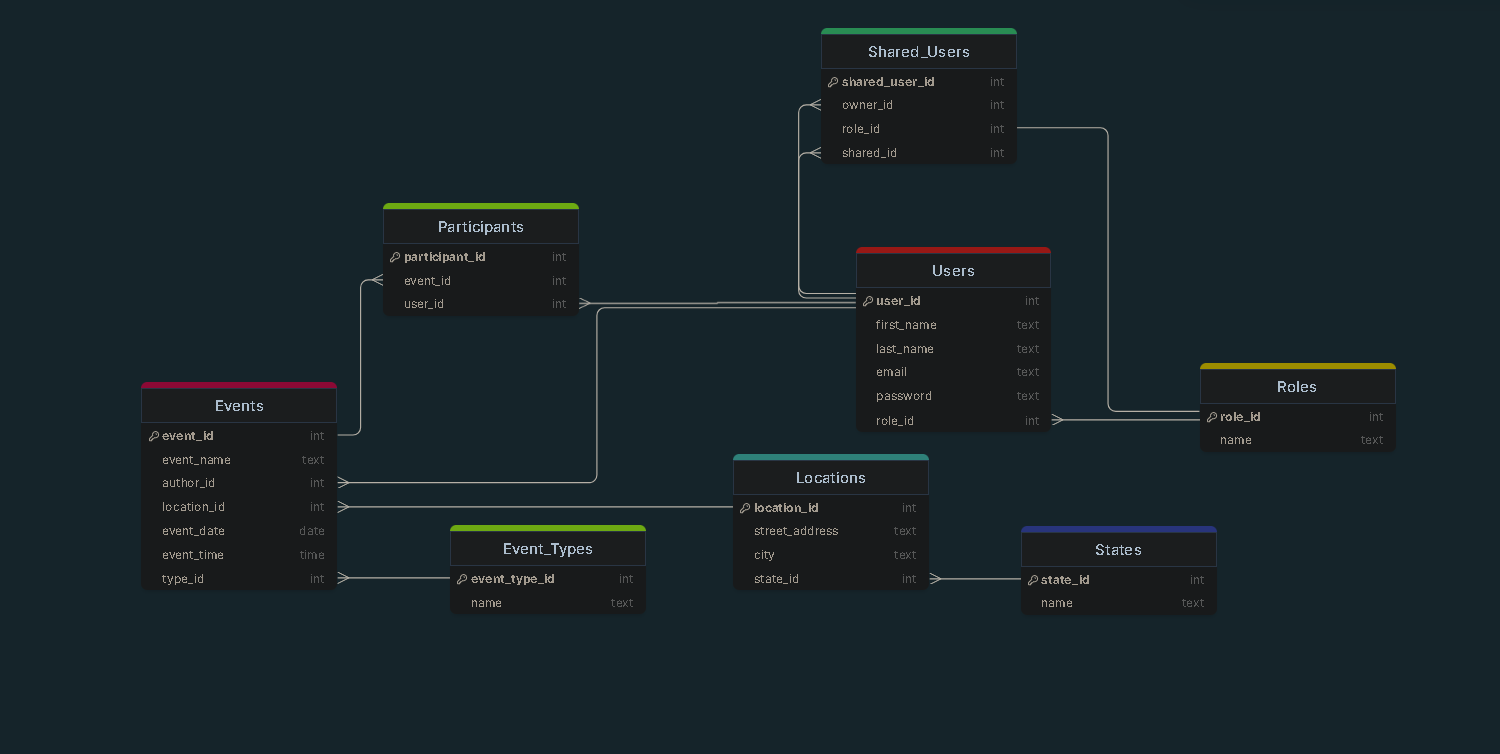 Shared_Users
shared_user_id int
owner_id int
role_id int
shared_id int
Participants
participant_id int
event_id int
user_id int
Users
user_id int
first_name text
last_name text
email text
password text
role_id int
Roles
role_id int
name text
Events
event_id int
event_name text
author_id int
location_id int
event_date date
event_time time
type_id int
Locations
location_id int
street_address text
city text
state_id int
Event_Types
event_type_id int
name text
States
state_id int
name text